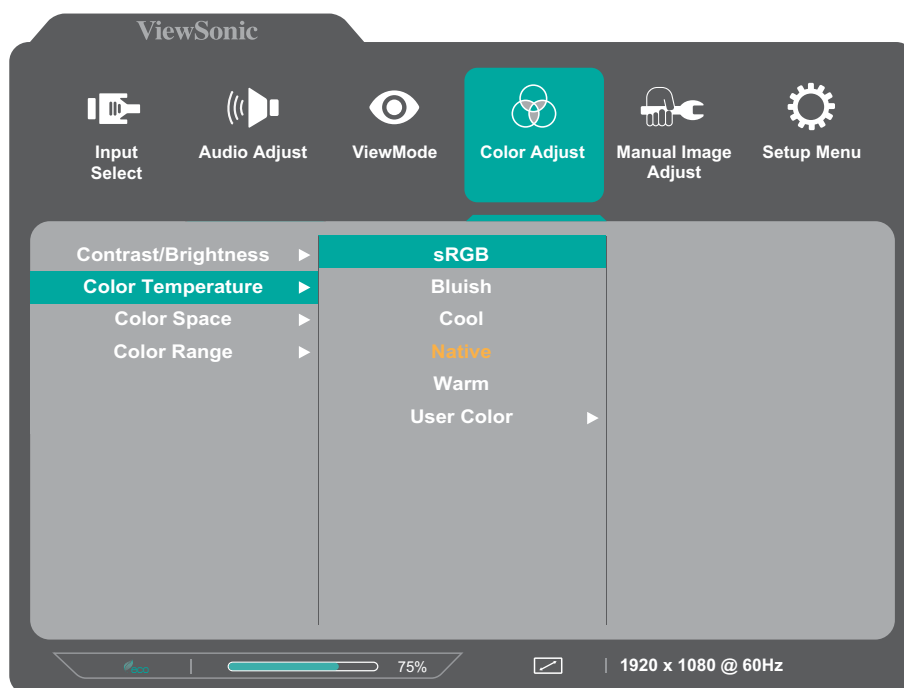 ViewSonic
Input
Select
Audio Adjust
ViewMode
Color Adjust
Manual Image
Adjust
Setup Menu
Contrast/Brightness
Color Temperature
Color Space
Color Range
sRGB
Bluish
Cool
Native
Warm
User Color
eco
75%
1920 x 1080 @ 60Hz